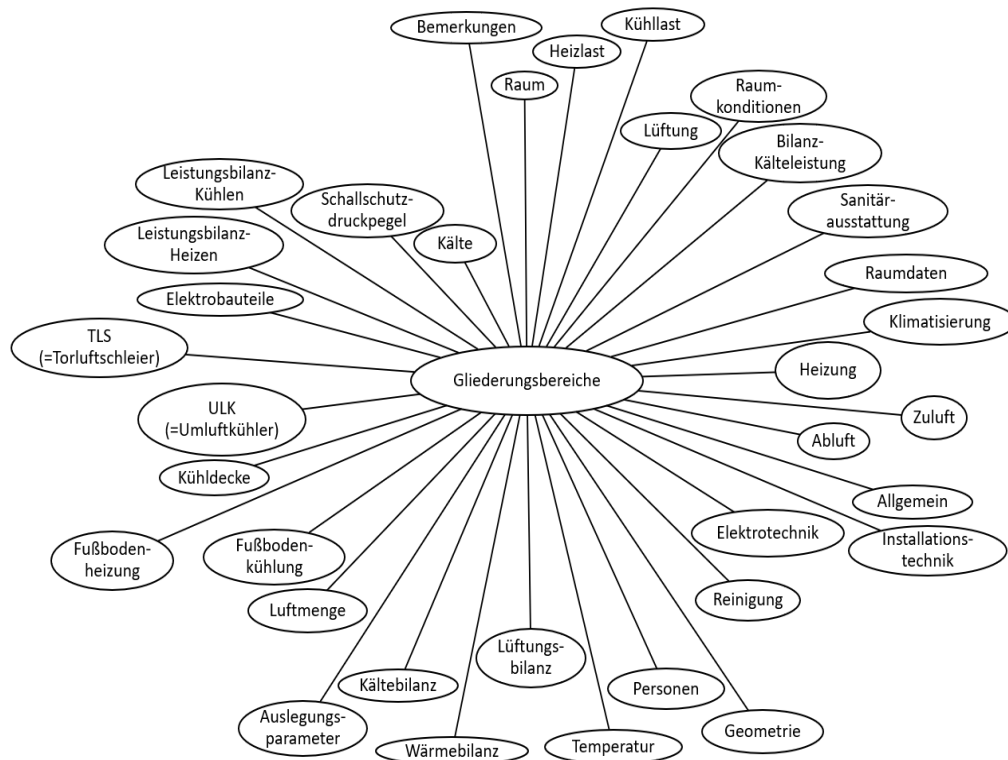 Bemerkungen
Kühllast
Heizlast
Raum
Raum-
konditionen
Lüftung
Bilanz-
Kälteleistung
Leistungsbilanz-
Kühlen
Schallschutz-
druckpegel
Sanitär-
ausstattung
Leistungsbilanz-
Heizen
Kälte
Raumdaten
Elektrobauteile
Klimatisierung
TLS
(=Torluftschleier)
Heizung
Gliederungsbereiche
ULK
(=Umluftkühler)
Zuluft
Abluft
Kühldecke
Allgemein
Elektrotechnik
Installations-
technik
Fußboden-
heizung
Fußboden-
kühlung
Luftmenge
Reinigung
Lüftungs-
bilanz
Kältebilanz
Personen
Auslegungs-
parameter
Geometrie
Wärmebilanz
Temperatur